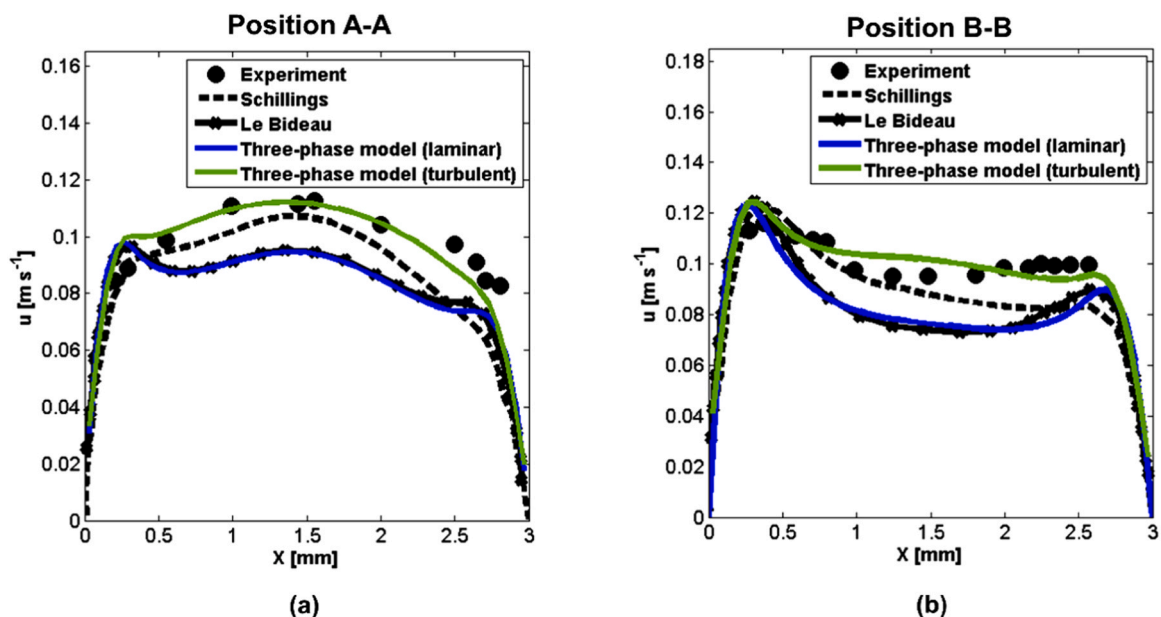 Position A-A
0.16
0.14
0.12
0.1
0.08
0.06
0.04
0.02
0
u [m s⁻¹]
Experiment
Schillings
Le Bideau
Three-phase model (laminar)
Three-phase model (turbulent)
0 0.5 1 1.5 2 2.5 3
X [mm]
(a)
Position B-B
0.18
0.16
0.14
0.12
0.1
0.08
0.06
0.04
0.02
0
u [m s⁻¹]
Experiment
Schillings
Le Bideau
Three-phase model (laminar)
Three-phase model (turbulent)
0 0.5 1 1.5 2 2.5 3
X [mm]
(b)